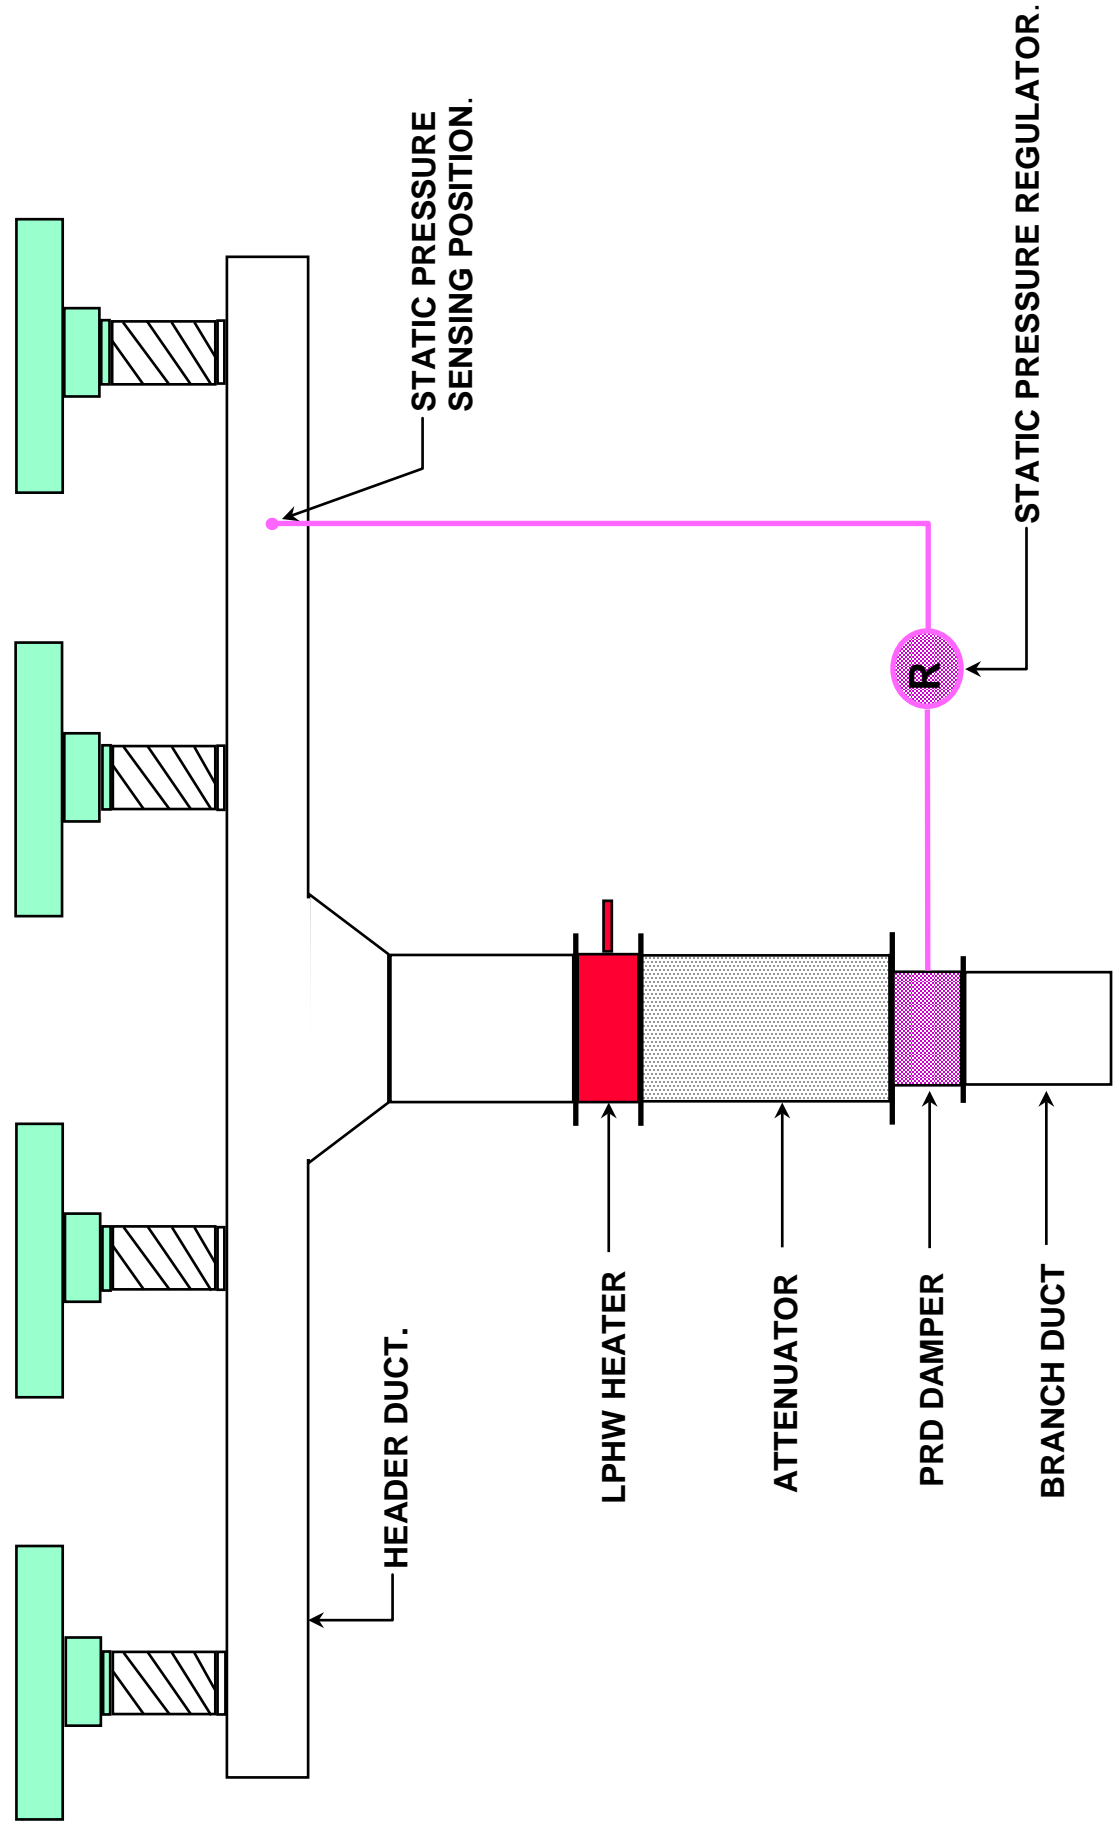 STATIC PRESSURE
SENSING POSITION.
STATIC PRESSURE REGULATOR.
R
HEADER DUCT.
LPHW HEATER
ATTENUATOR
PRD DAMPER
BRANCH DUCT